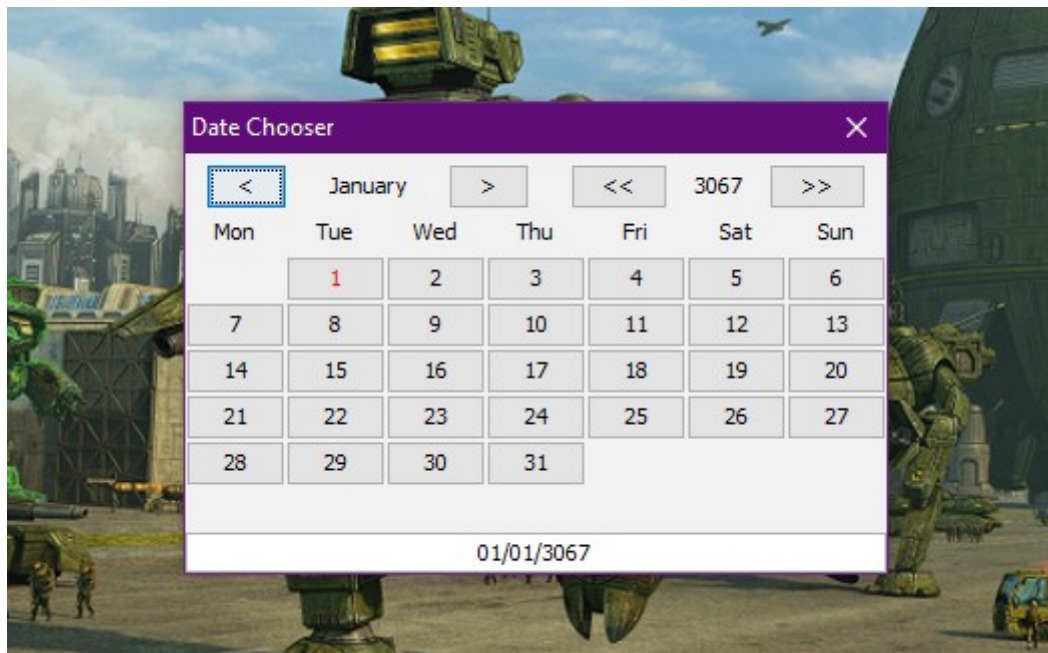 Date Chooser
< January > << 3067 >>
Mon Tue Wed Thu Fri Sat Sun
1 2 3 4 5 6
7 8 9 10 11 12 13
14 15 16 17 18 19 20
21 22 23 24 25 26 27
28 29 30 31
01/01/3067